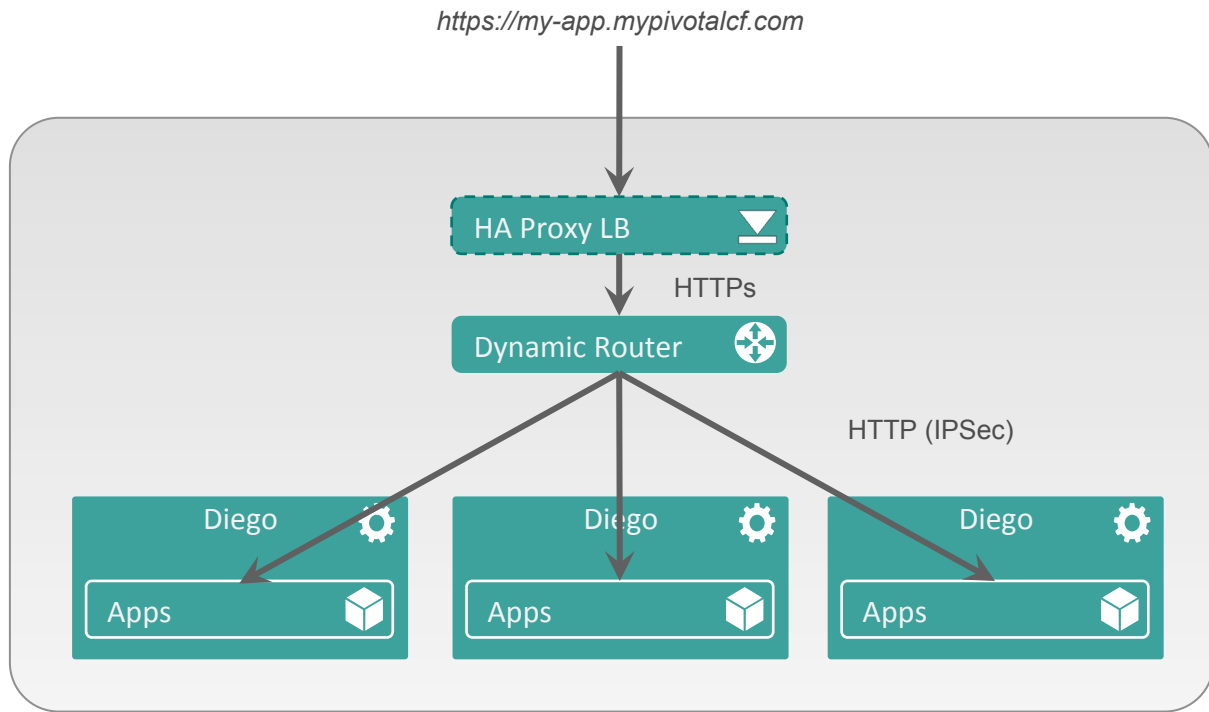 https://my-app.mypivotalcf.com
HA Proxy LB
HTTPs
Dynamic Router
HTTP (IPSec)
Diego
Diego
Diego
Apps
Apps
Apps